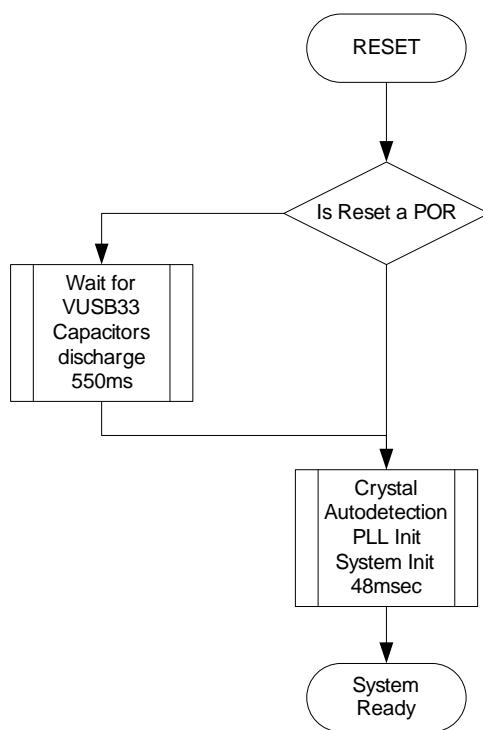 RESET
Is Reset a POR
Wait for
VUSB33
Capacitors
discharge
550ms
Crystal
Autodetection
PLL Init
System Init
48msec
System
Ready